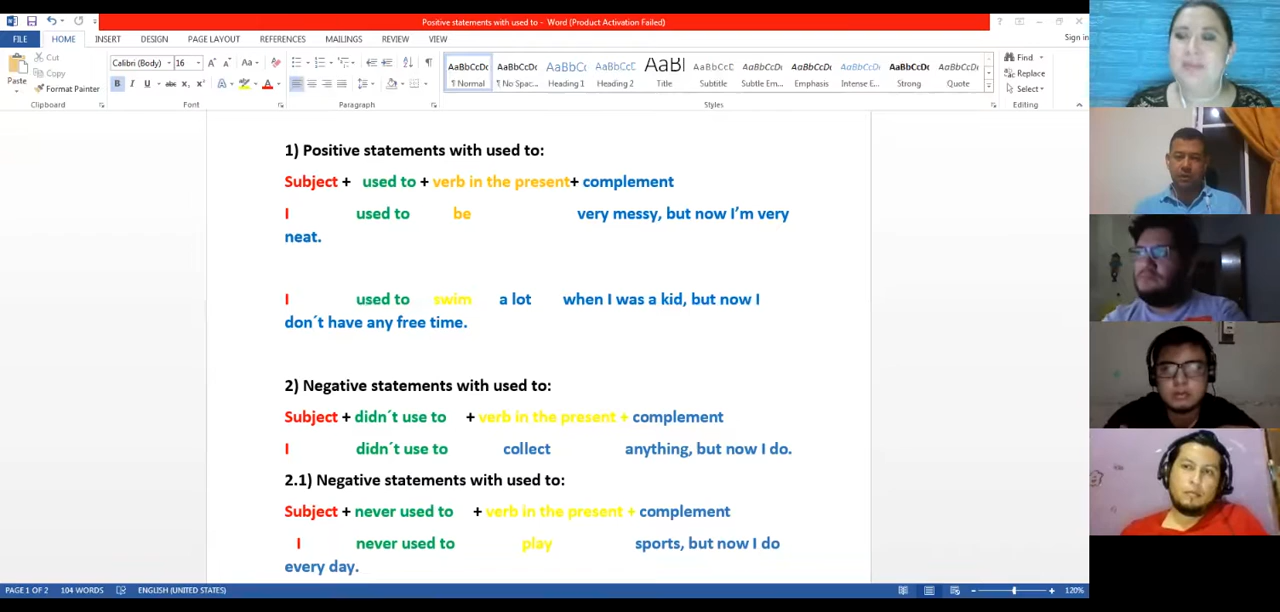 Positive statements with used to - Word (Product Activation Failed)
FILE HOME INSERT DESIGN PAGE LAYOUT REFERENCES MAILINGS REVIEW VIEW Sign in
Cut
Copy
Format Painter
Paste
Calibri (Body) 16
AaBbCcDc AaBbCcDc AaBbCc AaBbCc AaBl AaBbCcC AaBbCcDc AaBbCcDc AaBbCcDc AaBbCcDc AaBbCcDc
¶ Normal ¶ No Spac... Heading 1 Heading 2 Title Subtitle Subtle Em... Emphasis Intense E... Strong Quote
Find
Replace
Select
Clipboard Font Paragraph Styles Editing
1) Positive statements with used to:
Subject + used to + verb in the present+ complement
I used to be very messy, but now I’m very
neat.
I used to swim a lot when I was a kid, but now I
don´t have any free time.
2) Negative statements with used to:
Subject + didn´t use to + verb in the present + complement
I didn´t use to collect anything, but now I do.
2.1) Negative statements with used to:
Subject + never used to + verb in the present + complement
I never used to play sports, but now I do
every day.
PAGE 1 OF 2 104 WORDS ENGLISH (UNITED STATES) 120%